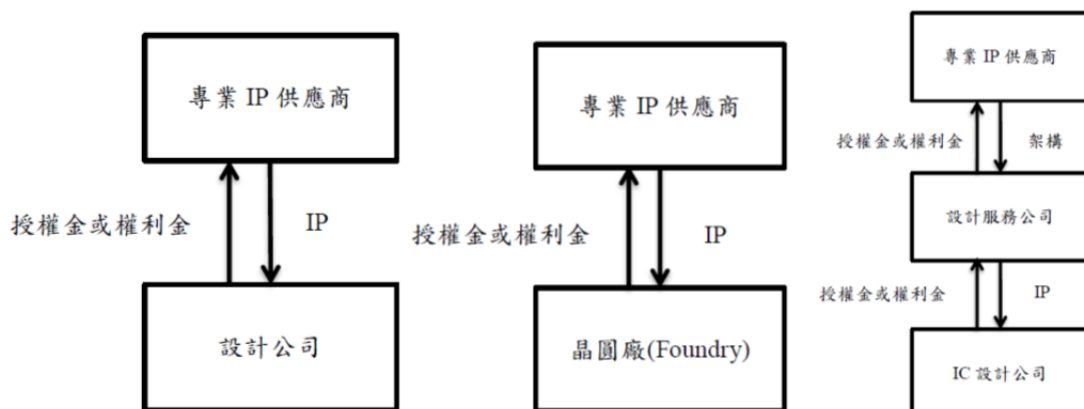 專業 IP 供應商
授權金或權利金
IP
設計公司
專業 IP 供應商
授權金或權利金
IP
晶圓廠(Foundry)
專業 IP 供應商
授權金或權利金
架構
設計服務公司
授權金或權利金
IP
IC 設計公司